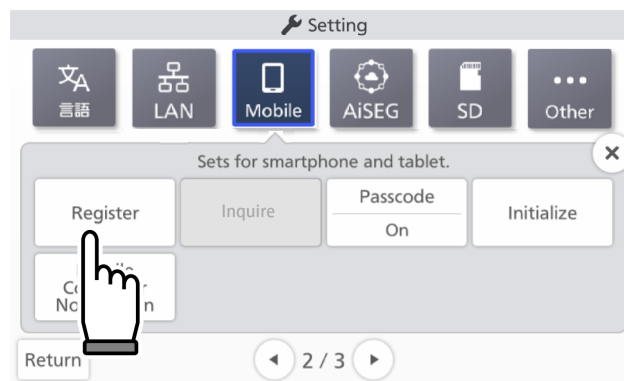 Setting
文A
言語
LAN
Mobile
AiSEG
SD
Other
Sets for smartphone and tablet.
Register
Inquire
Passcode
On
Initialize
Return
2 / 3